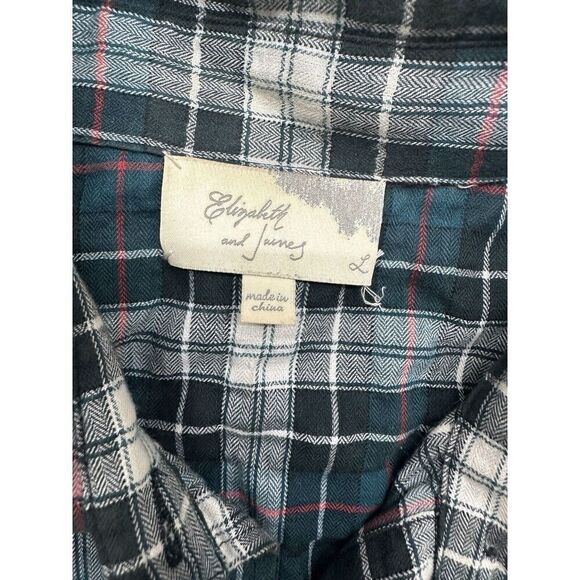 Elizabeth
and James
L
made in
china